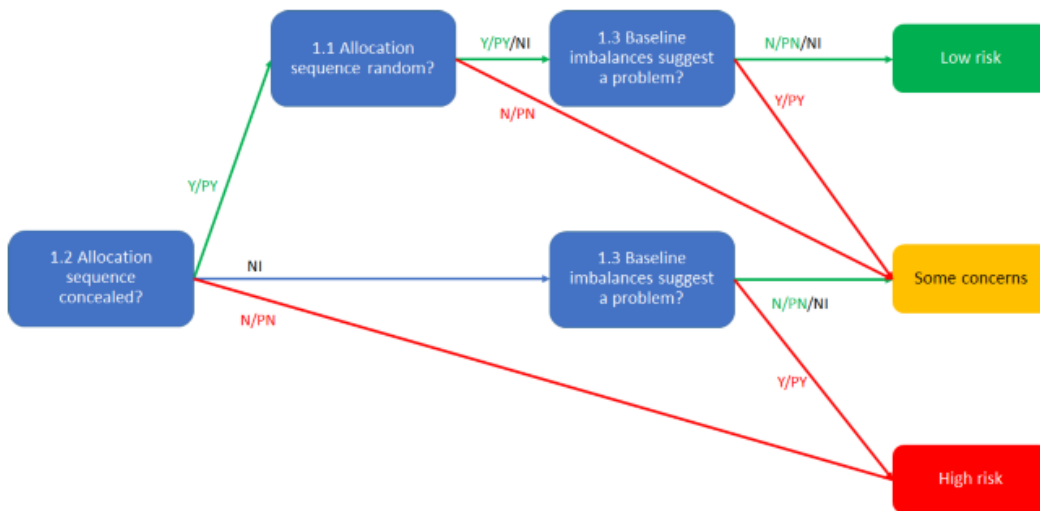 1.1 Allocation
sequence random?
Y/PY/NI
1.3 Baseline
imbalances suggest
a problem?
N/PN/NI
Low risk
N/PN
Y/PY
Y/PY
1.2 Allocation
sequence
concealed?
NI
1.3 Baseline
imbalances suggest
a problem?
Some concerns
N/PN/NI
N/PN
Y/PY
High risk